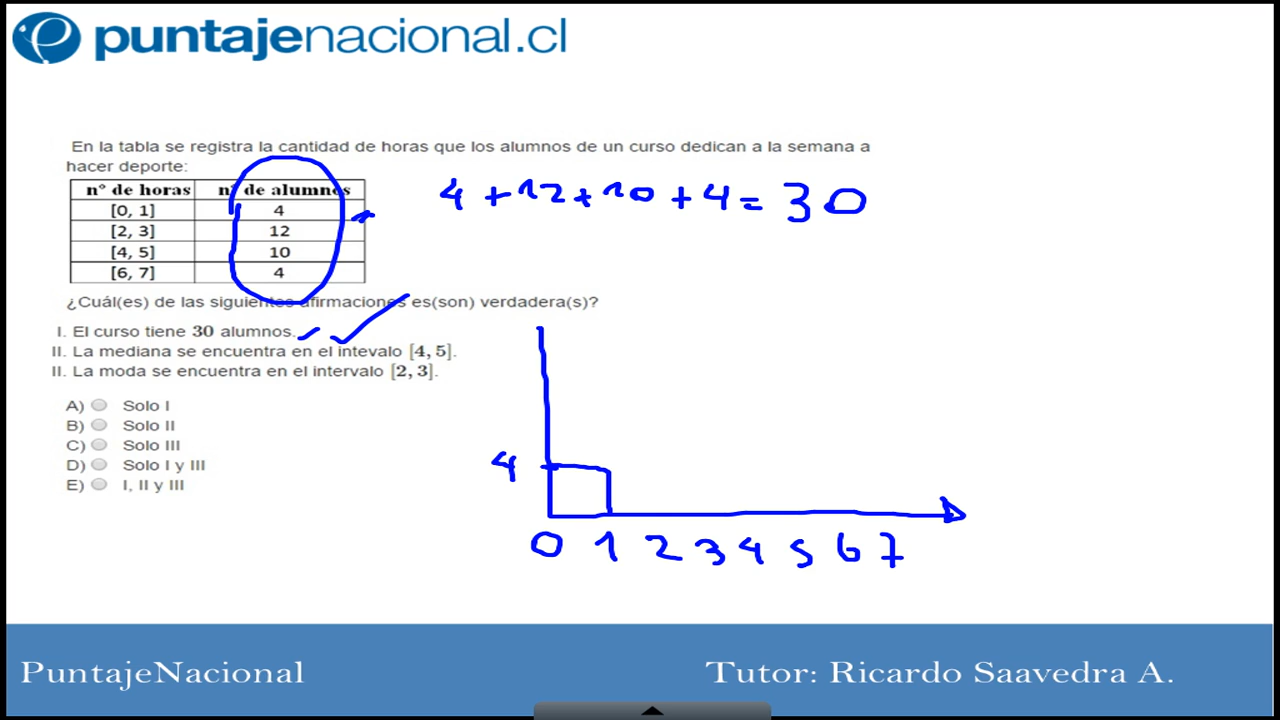 puntajenacional.cl
En la tabla se registra la cantidad de horas que los alumnos de un curso dedican a la semana a
hacer deporte:
n° de horas n° de alumnos
[0, 1] 4
[2, 3] 12
[4, 5] 10
[6, 7] 4
4 + 12 + 10 + 4 = 30
¿Cuál(es) de las siguientes afirmaciones es(son) verdadera(s)?
I. El curso tiene 30 alumnos.
II. La mediana se encuentra en el intevalo [4, 5].
II. La moda se encuentra en el intervalo [2, 3].
A) Solo I
B) Solo II
C) Solo III
D) Solo I y III
E) I, II y III
4
0 1 2 3 4 5 6 7
PuntajeNacional
Tutor: Ricardo Saavedra A.